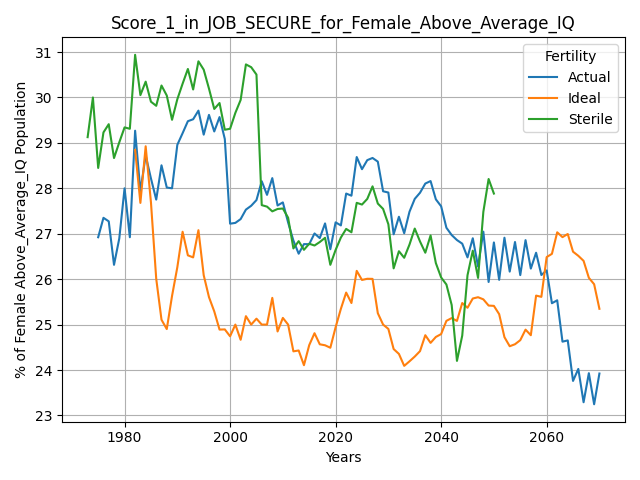 Score_1_in_JOB_SECURE_for_Female_Above_Average_IQ
% of Female Above_Average_IQ Population
31
30
29
28
27
26
25
24
23
Fertility
Actual
Ideal
Sterile
1980 2000 2020 2040 2060
Years